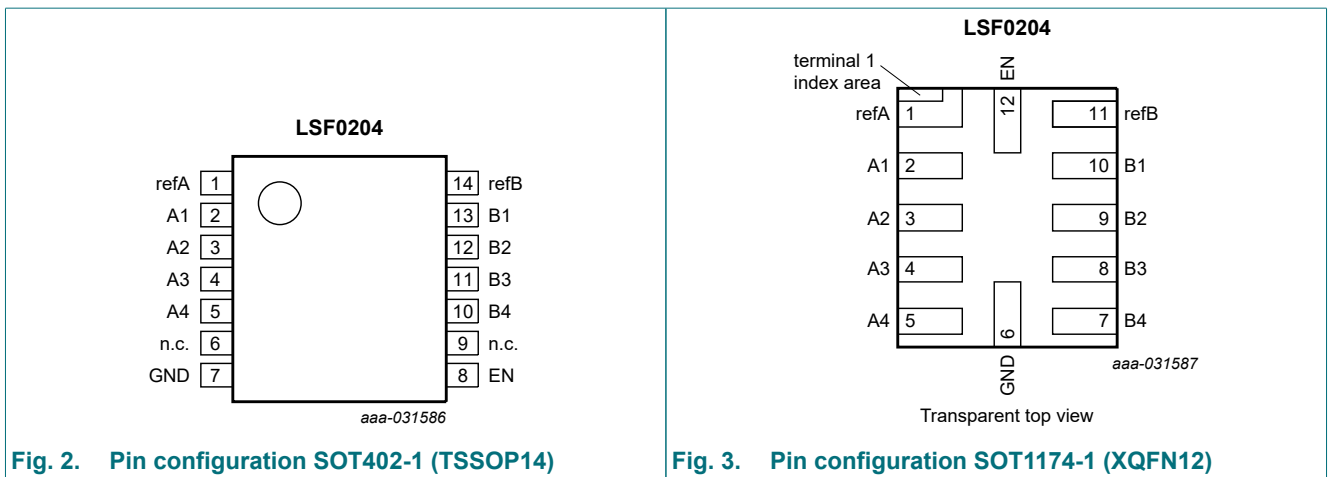 LSF0204
refA 1 14 refB
A1 2 13 B1
A2 3 12 B2
A3 4 11 B3
A4 5 10 B4
n.c. 6 9 n.c.
GND 7 8 EN
aaa-031586
Fig. 2. Pin configuration SOT402-1 (TSSOP14)
LSF0204
terminal 1
index area
EN
12
refA 1 11 refB
A1 2 10 B1
A2 3 9 B2
A3 4 8 B3
A4 5 7 B4
6
GND
aaa-031587
Transparent top view
Fig. 3. Pin configuration SOT1174-1 (XQFN12)